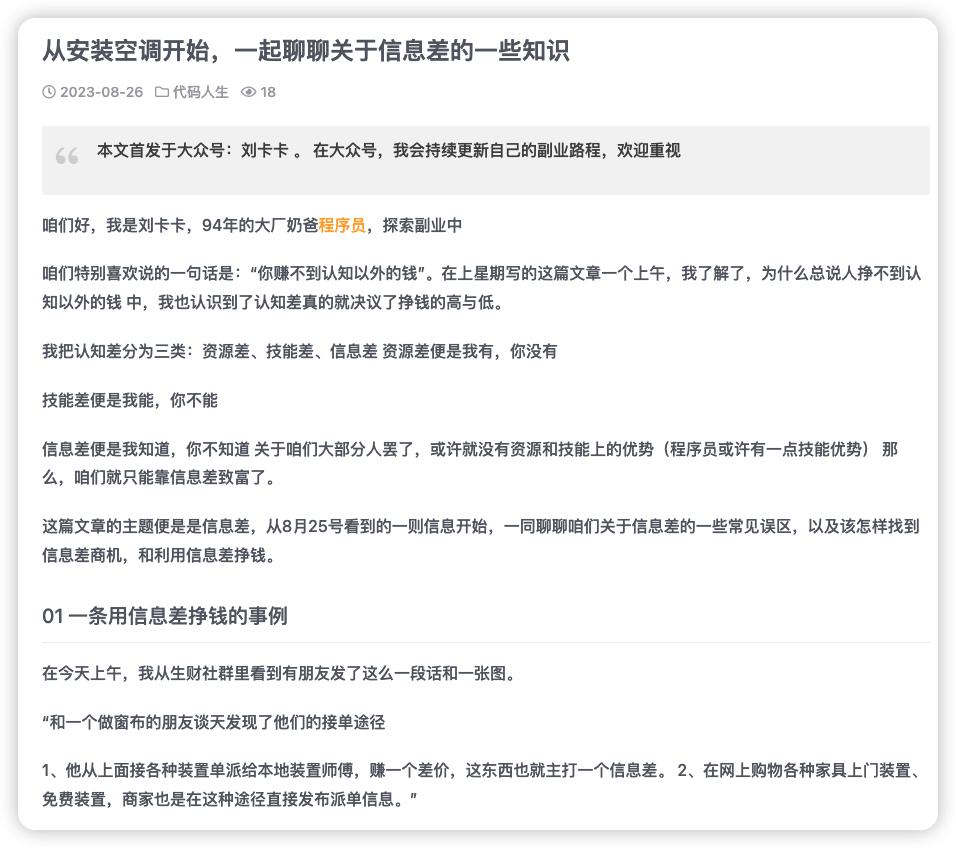 从安装空调开始，一起聊聊关于信息差的一些知识
2023-08-26 代码人生 18
本文首发于大众号：刘卡卡 。 在大众号，我会持续更新自己的副业路程，欢迎重视
咱们好，我是刘卡卡，94年的大厂奶爸程序员，探索副业中
咱们特别喜欢说的一句话是：“你赚不到认知以外的钱”。在上星期写的这篇文章一个上午，我了解了，为什么总说人挣不到认
知以外的钱 中，我也认识到了认知差真的就决议了挣钱的高与低。
我把认知差分为三类：资源差、技能差、信息差 资源差便是我有，你没有
技能差便是我能，你不能
信息差便是我知道，你不知道 关于咱们大部分人罢了，或许就没有资源和技能上的优势（程序员或许有一点技能优势） 那
么，咱们就只能靠信息差致富了。
这篇文章的主题便是是信息差，从8月25号看到的一则信息开始，一同聊聊咱们关于信息差的一些常见误区，以及该怎样找到
信息差商机，和利用信息差挣钱。
01 一条用信息差挣钱的事例
在今天上午，我从生财社群里看到有朋友发了这么一段话和一张图。
“和一个做窗布的朋友谈天发现了他们的接单途径
1、他从上面接各种装置单派给本地装置师傅，赚一个差价，这东西也就主打一个信息差。 2、在网上购物各种家具上门装置、
免费装置，商家也是在这种途径直接发布派单信息。”